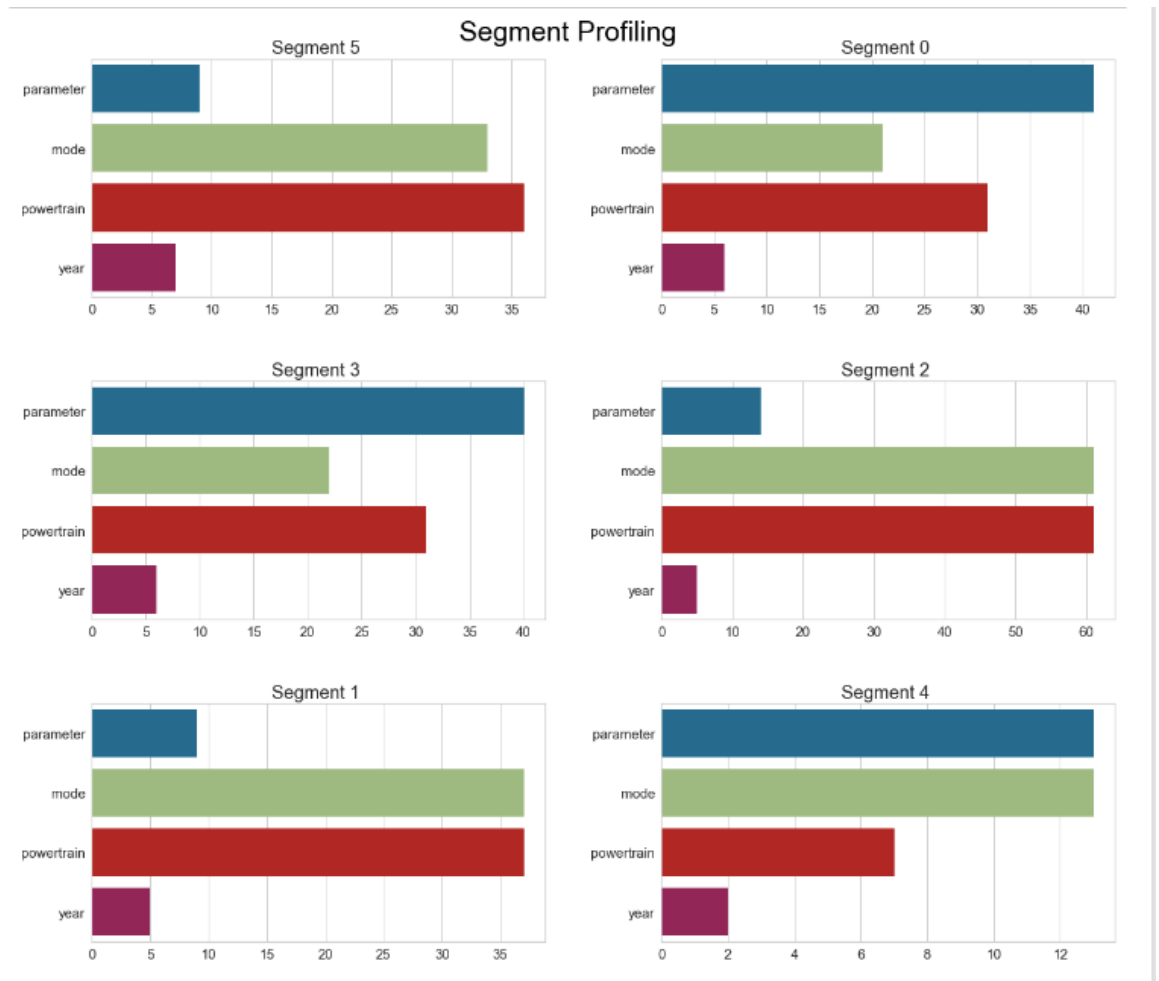 Segment Profiling
Segment 5
parameter
mode
powertrain
year
0 5 10 15 20 25 30 35
Segment 0
parameter
mode
powertrain
year
0 5 10 15 20 25 30 35 40
Segment 3
parameter
mode
powertrain
year
0 5 10 15 20 25 30 35 40
Segment 2
parameter
mode
powertrain
year
0 10 20 30 40 50 60
Segment 1
parameter
mode
powertrain
year
0 5 10 15 20 25 30 35
Segment 4
parameter
mode
powertrain
year
0 2 4 6 8 10 12